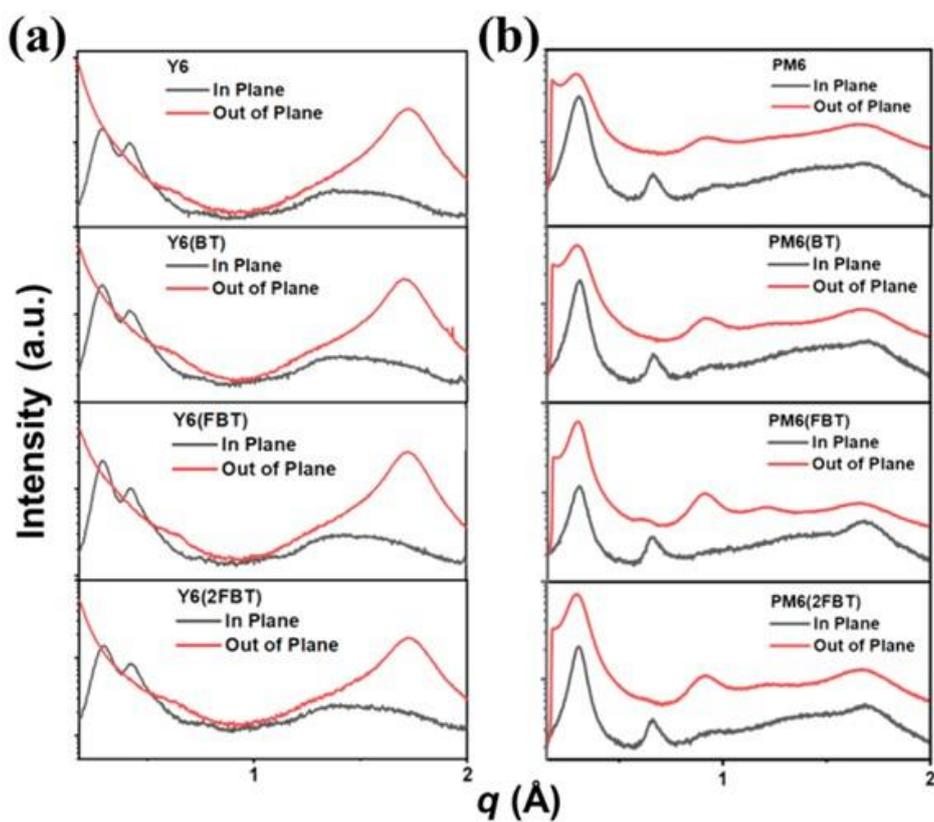 (a)
Y6
In Plane
Out of Plane
Y6(BT)
In Plane
Out of Plane
Y6(FBT)
In Plane
Out of Plane
Y6(2FBT)
In Plane
Out of Plane
1
2
(b)
PM6
In Plane
Out of Plane
PM6(BT)
In Plane
Out of Plane
PM6(FBT)
In Plane
Out of Plane
PM6(2FBT)
In Plane
Out of Plane
1
2
Intensity (a.u.)
q (Å)